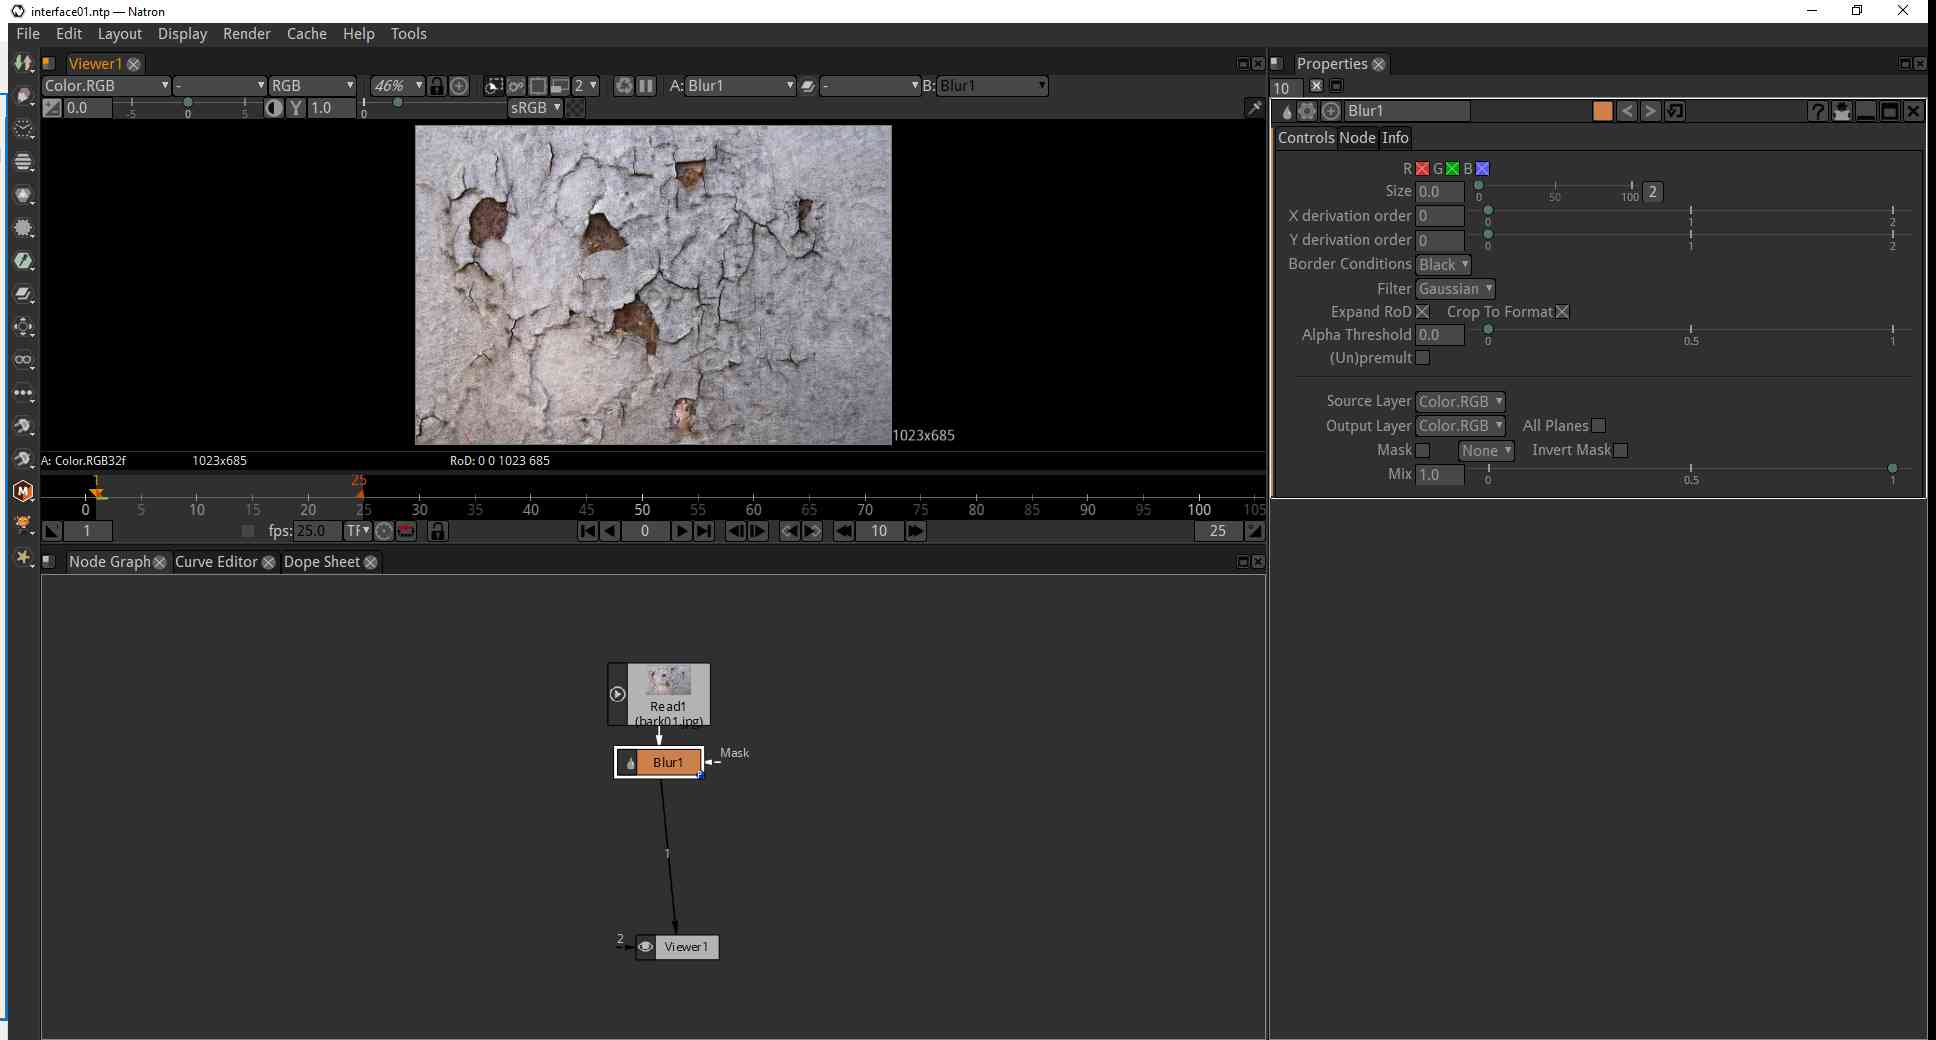 interface01.ntp — Natron
File Edit Layout Display Render Cache Help Tools
Viewer1
Color.RGB - RGB 46% 2 A: Blur1 - B: Blur1
0.0 -5 0 5 Y 1.0 0 sRGB
1023x685
A: Color.RGB32f 1023x685 RoD: 0 0 1023 685
1 25
0 5 10 15 20 25 30 35 40 45 50 55 60 65 70 75 80 85 90 95 100 105
1 fps: 25.0 TF 0 10 25
Node Graph Curve Editor Dope Sheet
Read1
(bark01.jpg)
Blur1 Mask
1
2 Viewer1
Properties
10
Blur1 < > ?
Controls Node Info
R G B
Size 0.0 0 50 100 2
X derivation order 0 0 1 2
Y derivation order 0 0 1 2
Border Conditions Black
Filter Gaussian
Expand RoD Crop To Format
Alpha Threshold 0.0 0 0.5 1
(Un)premult
Source Layer Color.RGB
Output Layer Color.RGB All Planes
Mask None Invert Mask
Mix 1.0 0 0.5 1